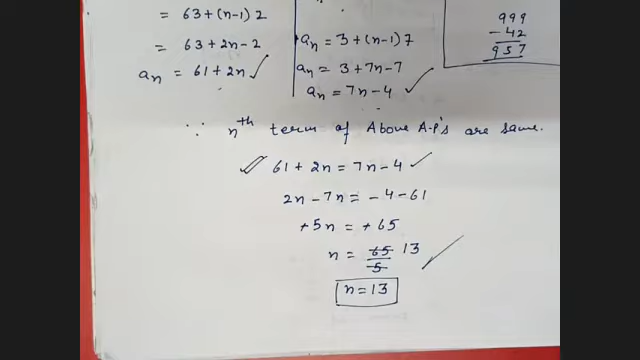 = 63+(n-1)2
= 63+2n-2
an = 61+2n
an = 3+(n-1)7
an = 3+7n-7
an = 7n-4
999
-42
957
∵ nth term of Above A.P's are same.
61+2n = 7n-4
2n-7n = -4-61
+5n = +65
n = 65/5 13
n=13